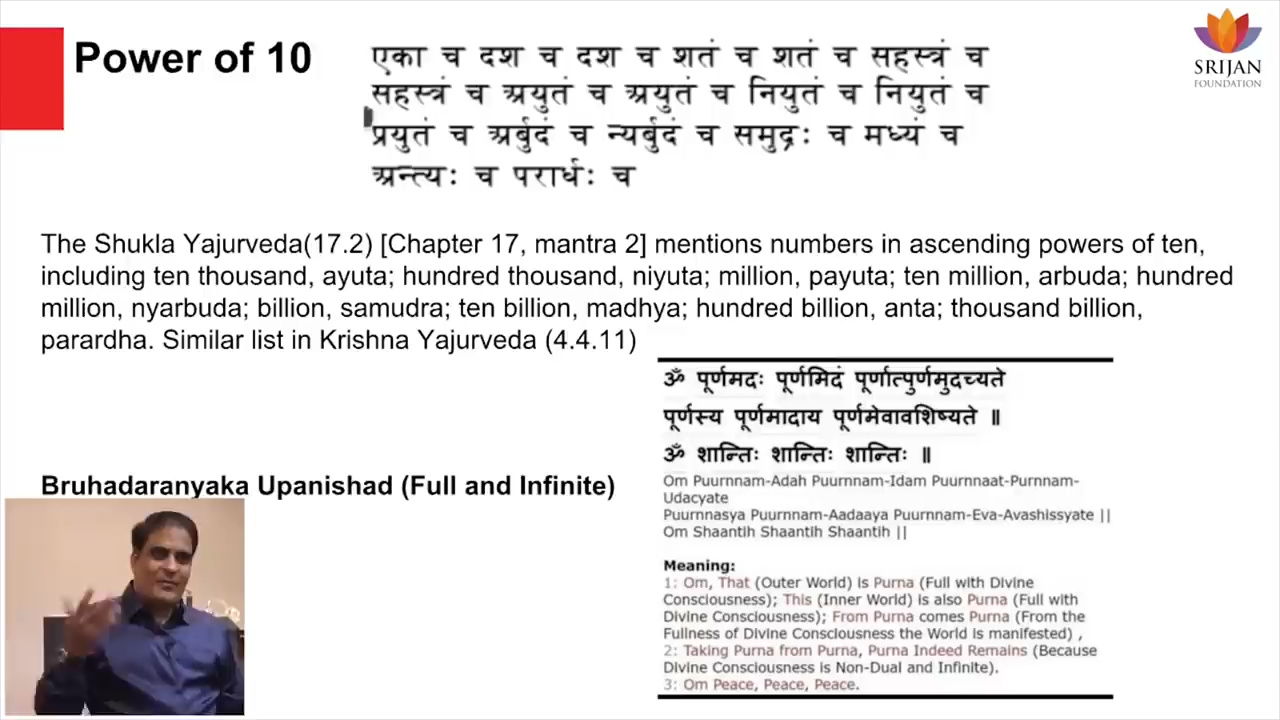 Power of 10
एका च दश च दश च शतं च शतं च सहस्त्रं च
सहस्त्रं च अयुतं च अयुतं च नियुतं च नियुतं च
प्रयुतं च अर्बुदं च न्यर्बुदं च समुद्रः च मध्यं च
अन्त्यः च परार्धः च
SRIJAN
FOUNDATION
The Shukla Yajurveda(17.2) [Chapter 17, mantra 2] mentions numbers in ascending powers of ten,
including ten thousand, ayuta; hundred thousand, niyuta; million, payuta; ten million, arbuda; hundred
million, nyarbuda; billion, samudra; ten billion, madhya; hundred billion, anta; thousand billion,
parardha. Similar list in Krishna Yajurveda (4.4.11)
Bruhadaranyaka Upanishad (Full and Infinite)
ॐ पूर्णमदः पूर्णमिदं पूर्णात्पुर्णमुदच्यते
पूर्णस्य पूर्णमादाय पूर्णमेवावशिष्यते ॥
ॐ शान्तिः शान्तिः शान्तिः ॥
Om Puurnnam-Adah Puurnnam-Idam Puurnnaat-Purnnam-
Udacyate
Puurnnasya Puurnnam-Aadaaya Puurnnam-Eva-Avashissyate ||
Om Shaantih Shaantih Shaantih ||
Meaning:
1: Om, That (Outer World) is Purna (Full with Divine
Consciousness); This (Inner World) is also Purna (Full with
Divine Consciousness); From Purna comes Purna (From the
Fullness of Divine Consciousness the World is manifested) ,
2: Taking Purna from Purna, Purna Indeed Remains (Because
Divine Consciousness is Non-Dual and Infinite).
3: Om Peace, Peace, Peace.